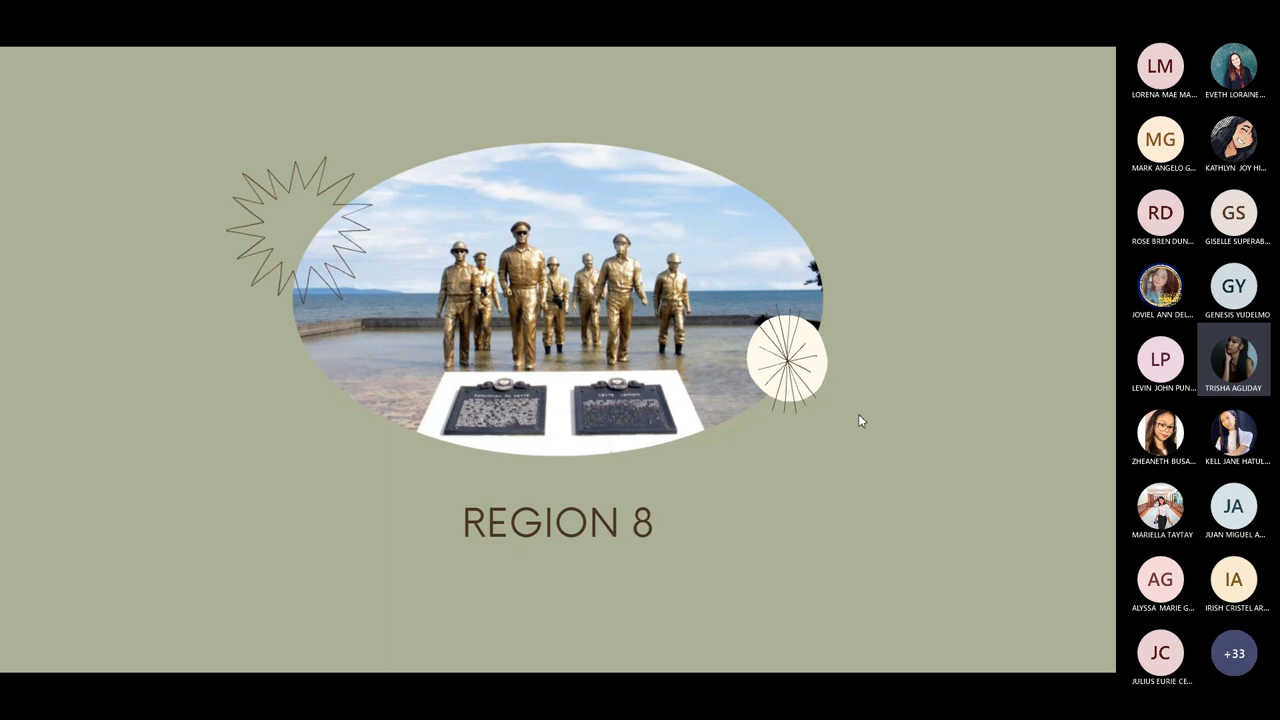 REGION 8
LM
LORENA MAE MA...
EVETH LORAINE...
MG
MARK ANGELO G...
KATHLYN JOY HI...
RD
ROSE BREN DUN...
GS
GISELLE SUPERAB...
JOVIEL ANN DEL...
GY
GENESIS YUDELMO
LP
LEVIN JOHN PUN...
TRISHA AGLIDAY
ZHEANETH BUSA...
KELL JANE HATUL...
MARIELLA TAYTAY
JA
JUAN MIGUEL A...
AG
ALYSSA MARIE G...
IA
IRISH CRISTEL AR...
JC
JULIUS EURIE CE...
+33